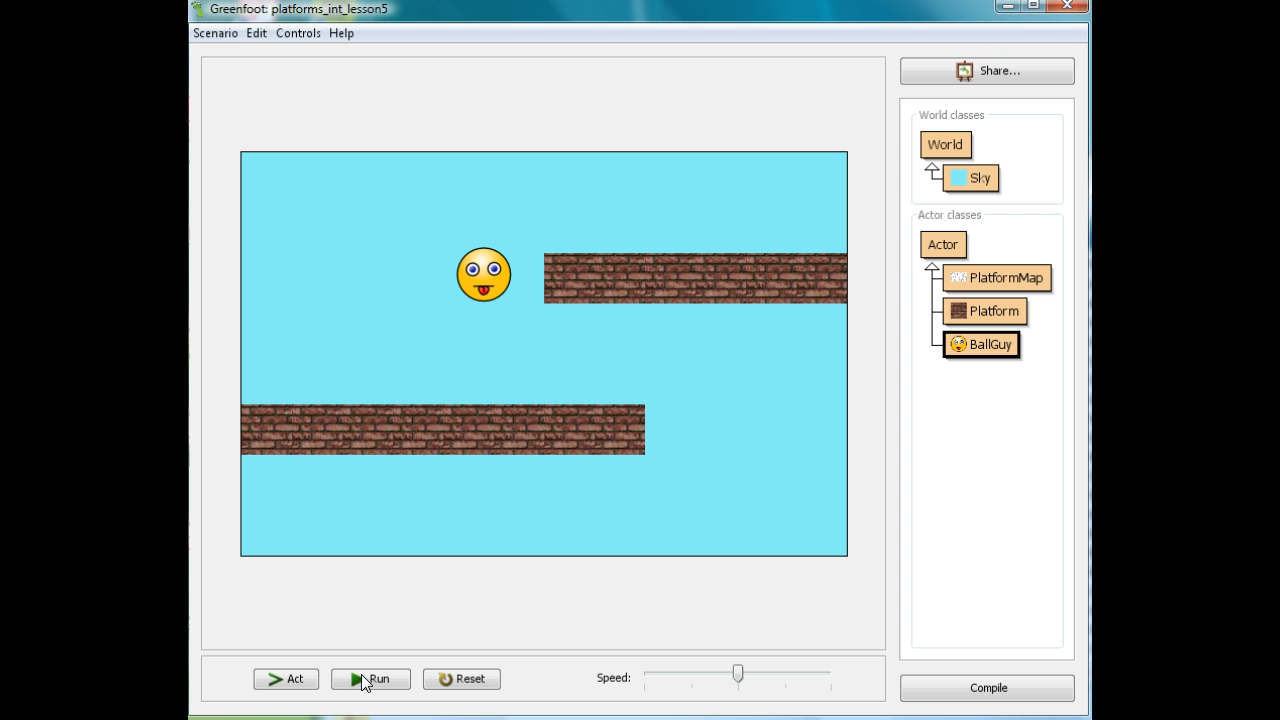 Greenfoot: platforms_int_lesson5
Scenario Edit Controls Help
Share...
World classes
World
Sky
Actor classes
Actor
PlatformMap
Platform
BallGuy
Act Run Reset Speed:
Compile